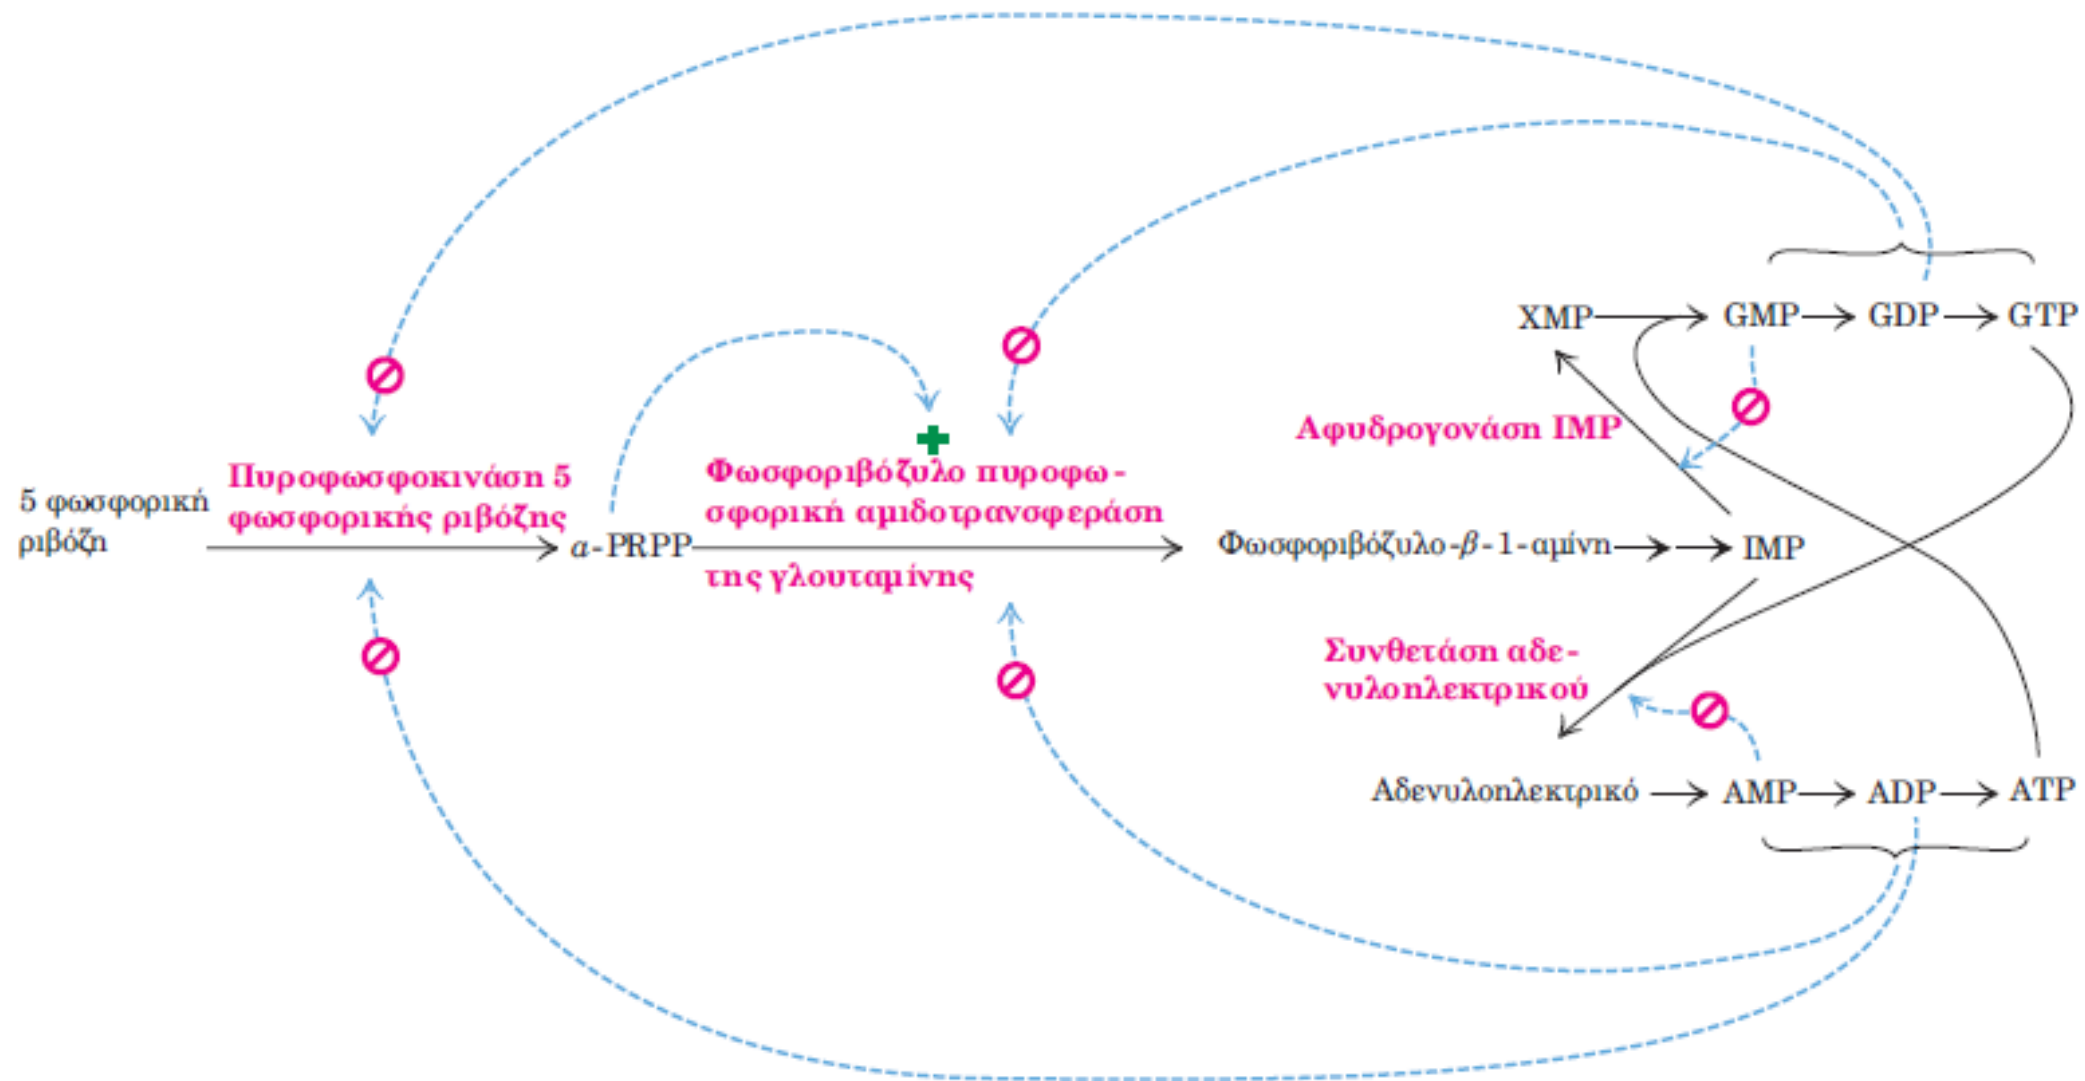 XMP GMP GDP GTP
Αφυδρογονάση IMP
Πυροφωσφοκινάση 5
φωσφορικής ριβόζης
Φωσφοριβόζυλο πυροφω-
σφορική αμιδοτρανσφεράση
της γλουταμίνης
5 φωσφορική
ριβόζη
α-PRPP
Φωσφοριβόζυλο-β-1-αμίνη
IMP
Συνθετάση αδε-
νυλοηλεκτρικού
Αδενυλοηλεκτρικό AMP ADP ATP